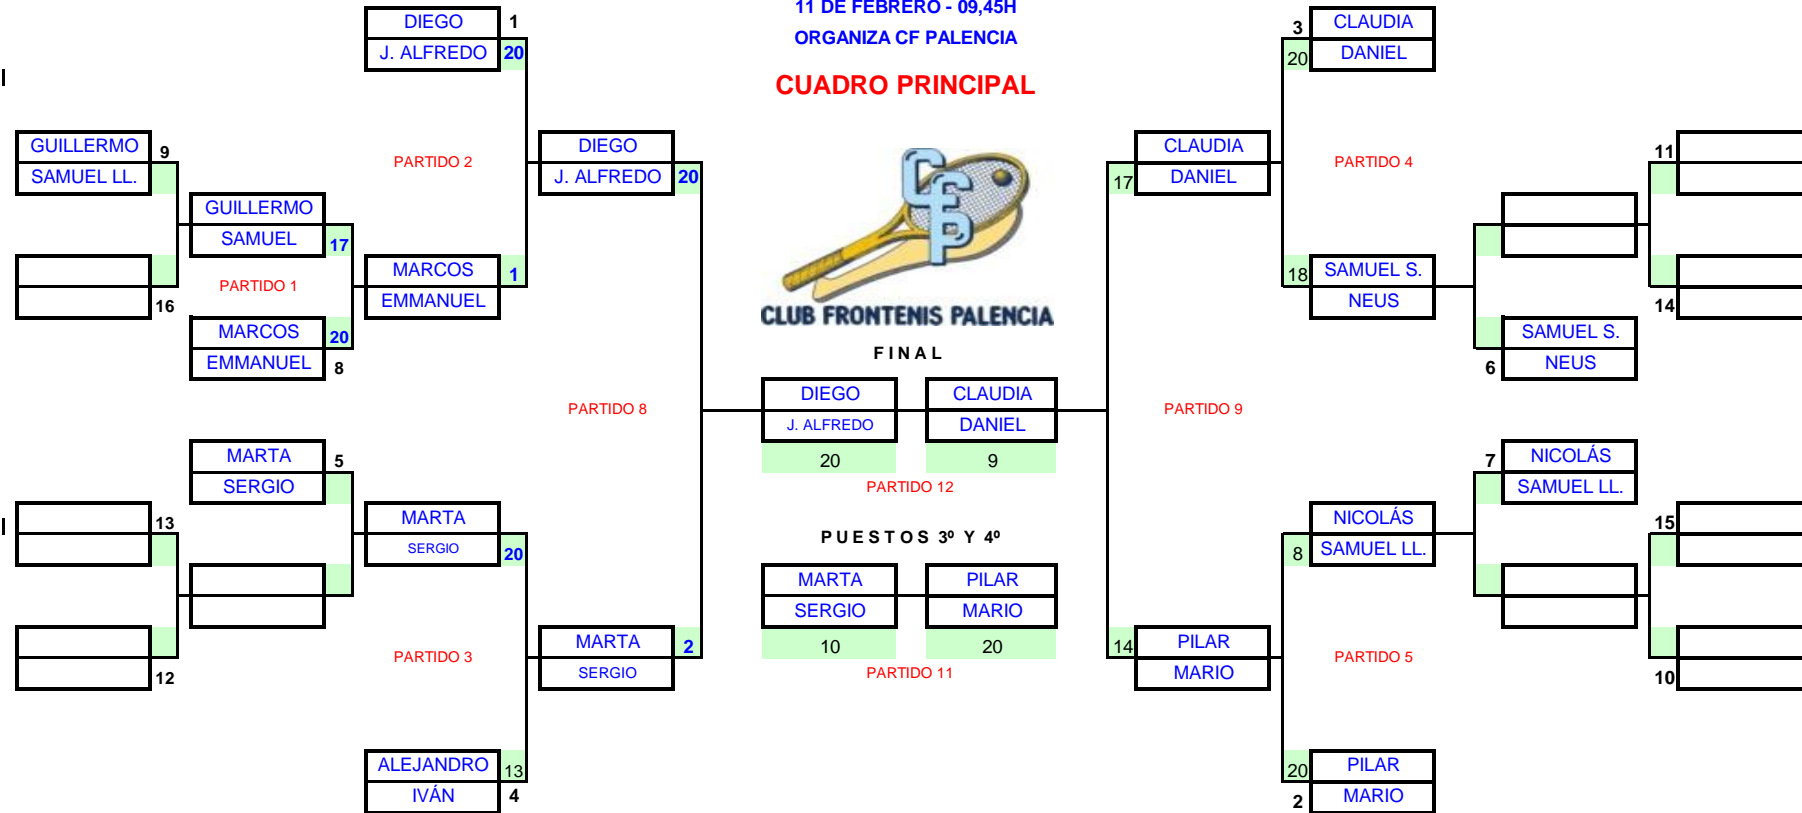 11 DE FEBRERO - 09,45H
ORGANIZA CF PALENCIA
CUADRO PRINCIPAL
DIEGO 1
J. ALFREDO 20
PARTIDO 2
GUILLERMO 9
SAMUEL LL.
GUILLERMO
SAMUEL 17
PARTIDO 1
16
MARCOS 20
EMMANUEL 8
MARCOS 1
EMMANUEL
DIEGO
J. ALFREDO 20
PARTIDO 8
MARTA 5
SERGIO
13
12
MARTA
SERGIO 20
PARTIDO 3
MARTA 2
SERGIO
ALEJANDRO 13
IVÁN 4
CFP
CLUB FRONTENIS PALENCIA
FINAL
DIEGO CLAUDIA
J. ALFREDO DANIEL
20 9
PARTIDO 12
PUESTOS 3º Y 4º
MARTA PILAR
SERGIO MARIO
10 20
PARTIDO 11
3 CLAUDIA
20 DANIEL
PARTIDO 4
CLAUDIA
17 DANIEL
11
14
18 SAMUEL S.
NEUS
SAMUEL S.
6 NEUS
PARTIDO 9
7 NICOLÁS
SAMUEL LL.
NICOLÁS
8 SAMUEL LL.
15
10
14 PILAR
MARIO
PARTIDO 5
20 PILAR
2 MARIO